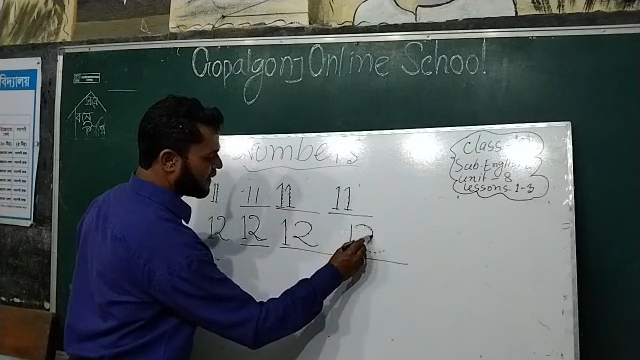 Gopalgonj Online School
Numbers
Class
Sub-English
Unit - 8
Lessons. 1-3
11 11 11 11
12 12 12 12
বিদ্যালয়